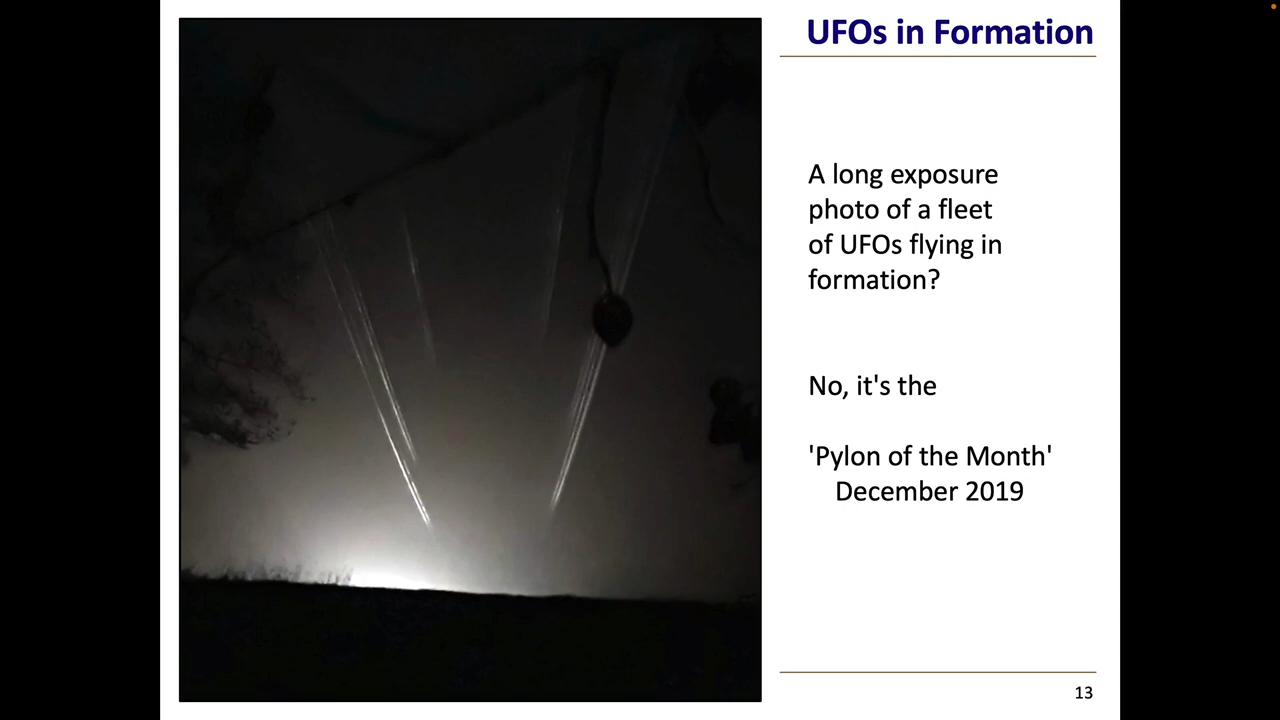 UFOs in Formation
A long exposure
photo of a fleet
of UFOs flying in
formation?
No, it's the
'Pylon of the Month'
December 2019
13